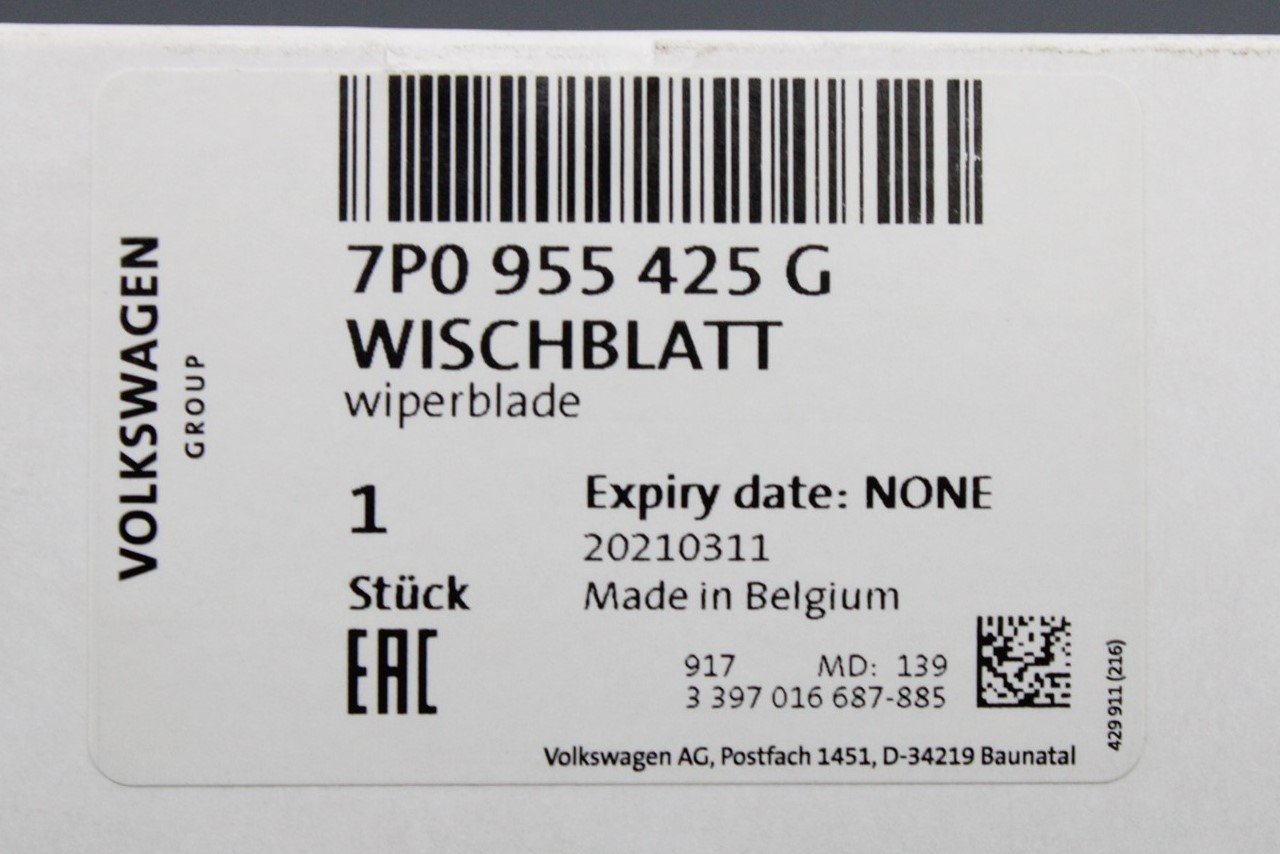 VOLKSWAGEN
GROUP
7P0 955 425 G
WISCHBLATT
wiperblade
1
Stück
EAC
Expiry date: NONE
20210311
Made in Belgium
917 MD: 139
3 397 016 687-885
429 911 (216)
Volkswagen AG, Postfach 1451, D-34219 Baunatal